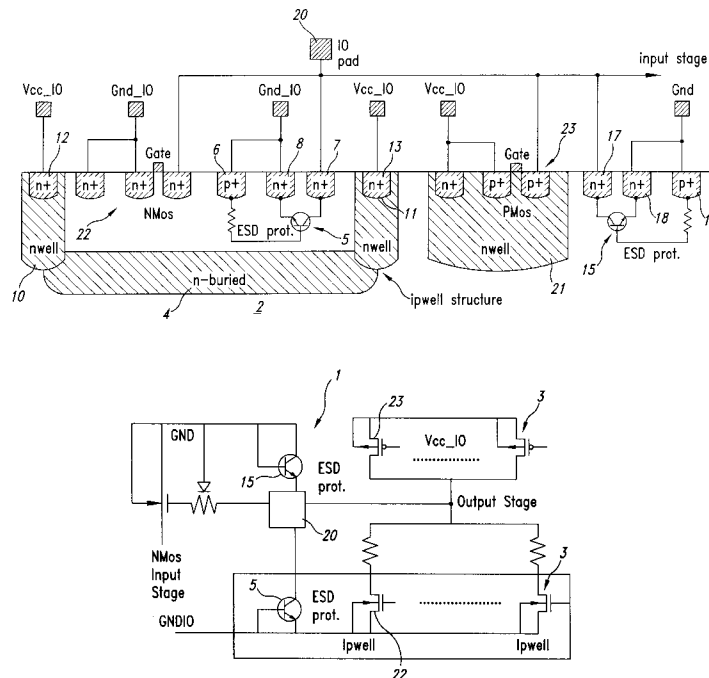 20
IO
pad
input stage
Vcc_IO
Gnd_IO
Gnd_IO
Vcc_IO
Vcc_IO
Gnd
12
Gate
6
8
7
13
Gate
23
17
n+
n+
n+
n+
p+
n+
n+
n+
n+
p+
p+
n+
n+
p+
22
NMos
ESD prot.
5
11
PMos
18
15
ESD prot.
nwell
nwell
nwell
10
n-buried
21
4
2
ipwell structure
1
23
3
GND
Vcc_IO
15
ESD
prot.
Output Stage
20
NMos
Input
Stage
3
5
ESD
prot.
GNDIO
Ipwell
Ipwell
22